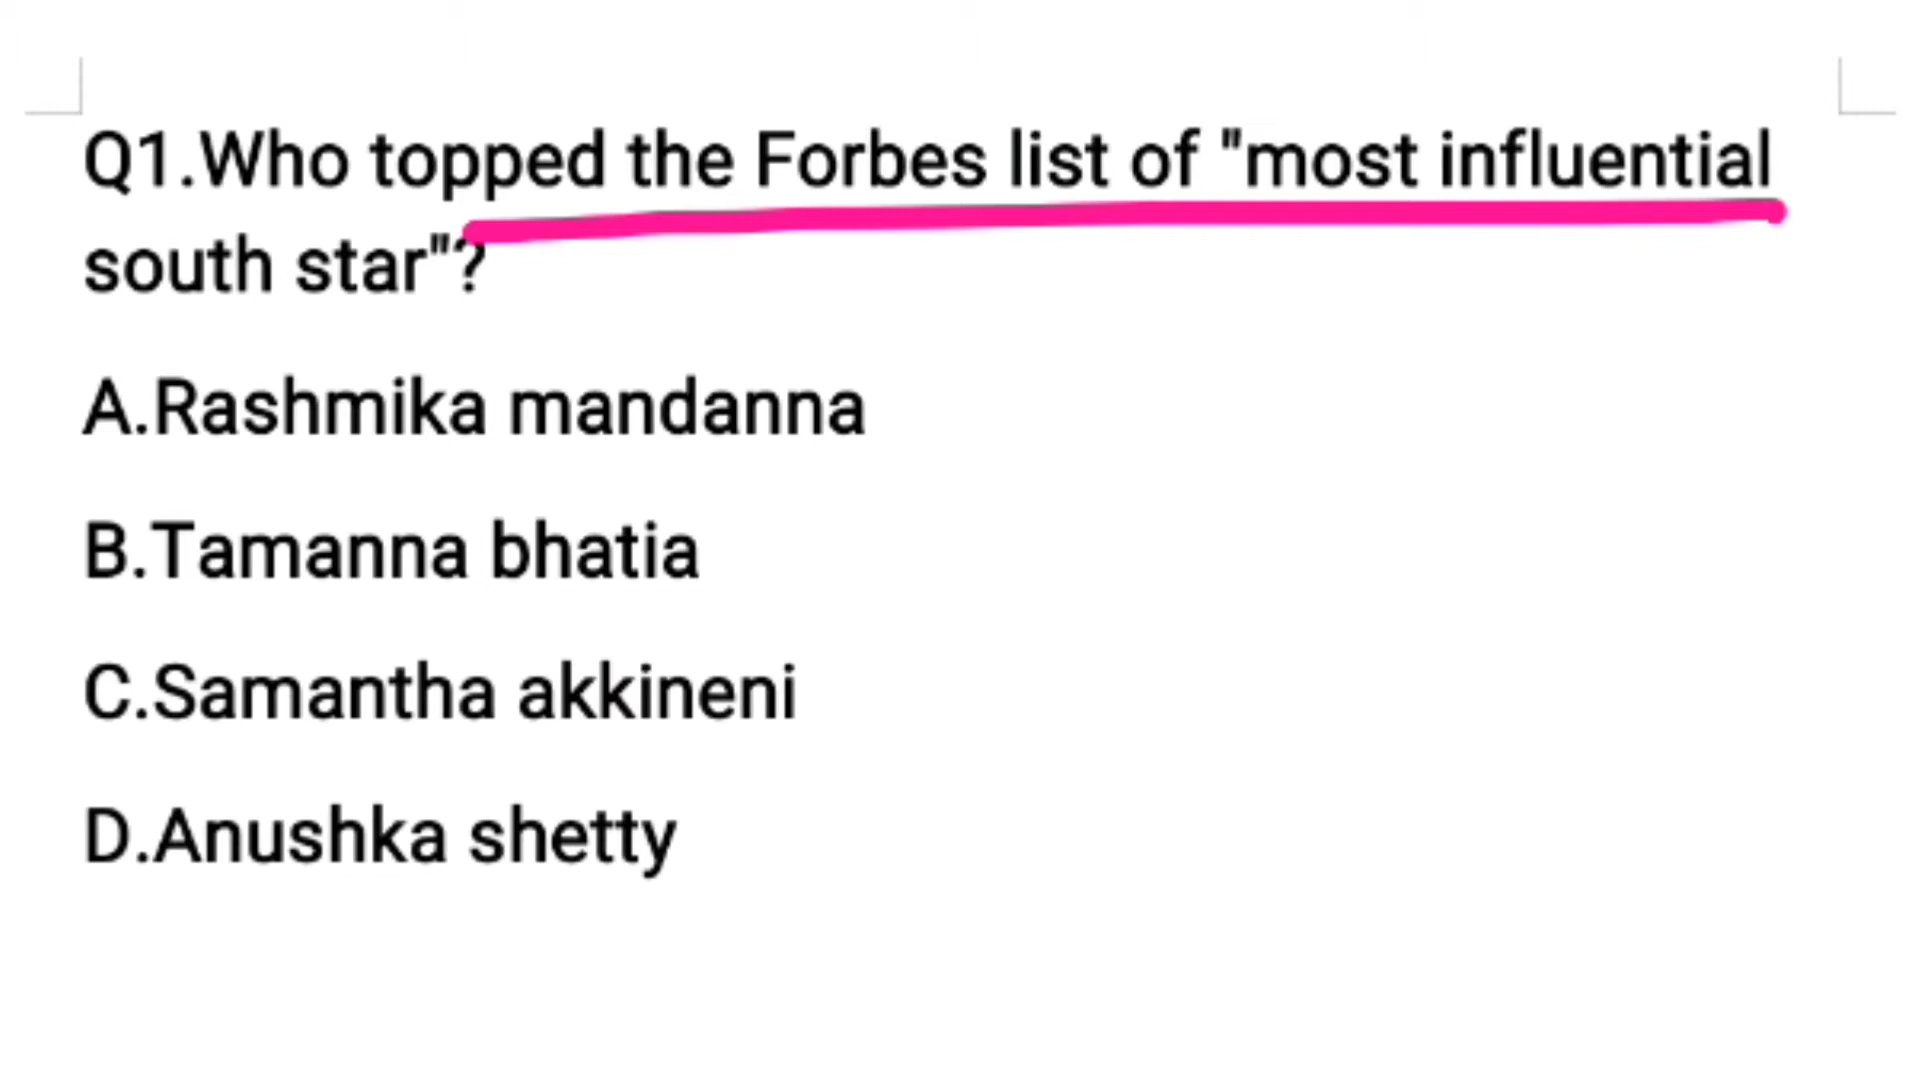 Q1.Who topped the Forbes list of "most influential
south star"?
A.Rashmika mandanna
B.Tamanna bhatia
C.Samantha akkineni
D.Anushka shetty